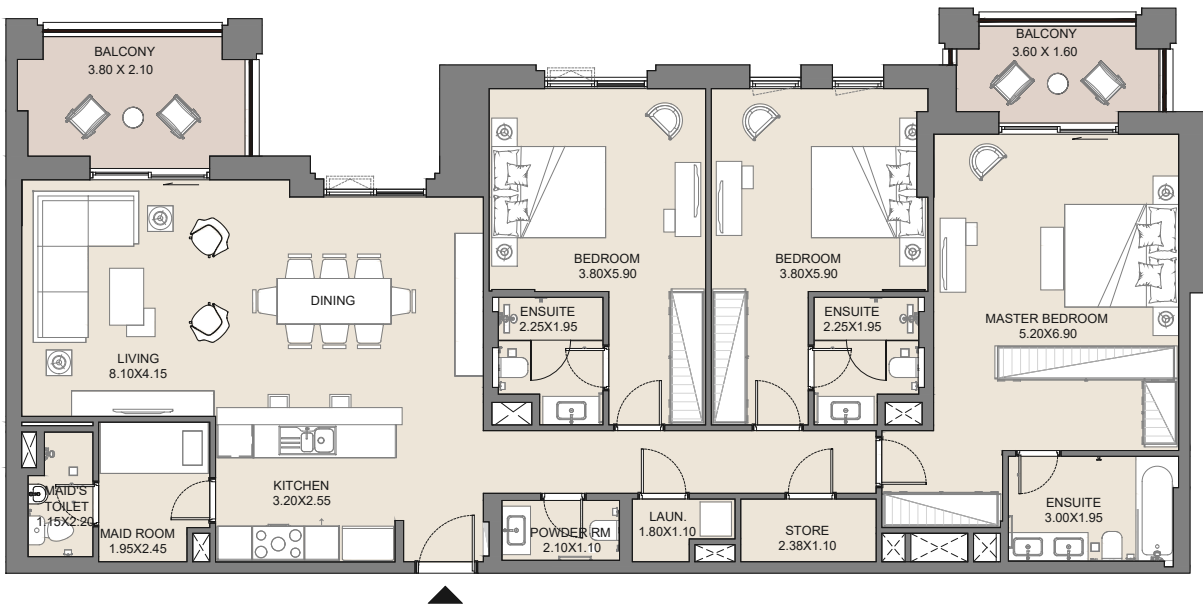 BALCONY
3.80 X 2.10
BALCONY
3.60 X 1.60
BEDROOM
3.80X5.90
BEDROOM
3.80X5.90
DINING
ENSUITE
2.25X1.95
ENSUITE
2.25X1.95
MASTER BEDROOM
5.20X6.90
LIVING
8.10X4.15
KITCHEN
3.20X2.55
MAID'S
TOILET
1.15X2.20
MAID ROOM
1.95X2.45
POWDER RM
2.10X1.10
LAUN.
1.80X1.10
STORE
2.38X1.10
ENSUITE
3.00X1.95